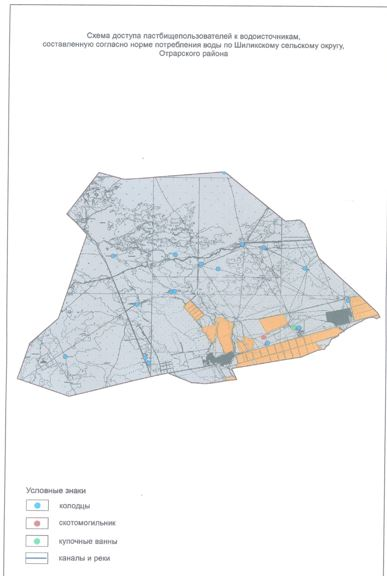 Схема доступа пастбищепользователей к водоисточникам,
составленную согласно норме потребления воды по Шиликскому сельскому округу,
Отрарского района
Условные знаки
колодцы
скотомогильник
купочные ванны
каналы и реки